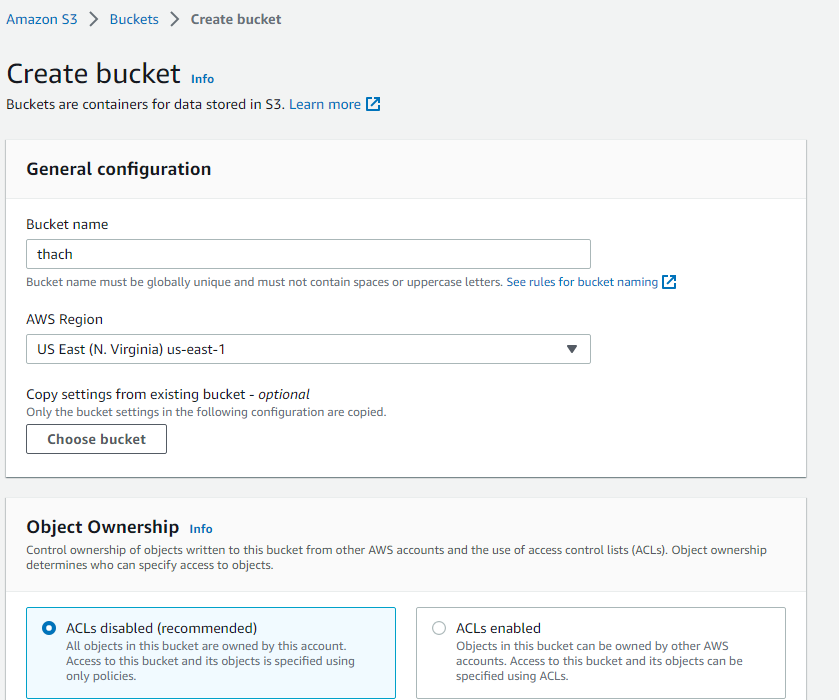 Amazon S3 > Buckets > Create bucket
Create bucket Info
Buckets are containers for data stored in S3. Learn more
General configuration
Bucket name
thach
Bucket name must be globally unique and must not contain spaces or uppercase letters. See rules for bucket naming
AWS Region
US East (N. Virginia) us-east-1
Copy settings from existing bucket - optional
Only the bucket settings in the following configuration are copied.
Choose bucket
Object Ownership Info
Control ownership of objects written to this bucket from other AWS accounts and the use of access control lists (ACLs). Object ownership
determines who can specify access to objects.
ACLs disabled (recommended)
All objects in this bucket are owned by this account.
Access to this bucket and its objects is specified using
only policies.
ACLs enabled
Objects in this bucket can be owned by other AWS
accounts. Access to this bucket and its objects can be
specified using ACLs.